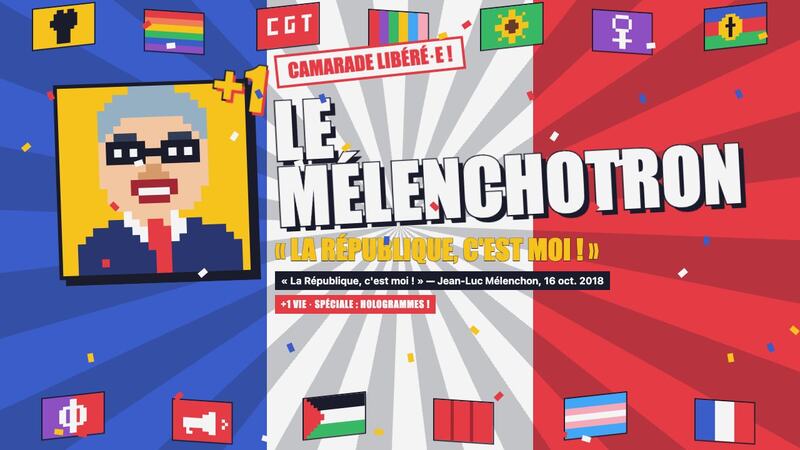 CGT
CAMARADE LIBÉRÉ·E !
+1
LE
MÉLENCHOTRON
« LA RÉPUBLIQUE, C'EST MOI ! »
« La République, c'est moi ! » — Jean-Luc Mélenchon, 16 oct. 2018
+1 VIE · SPÉCIALE : HOLOGRAMMES !